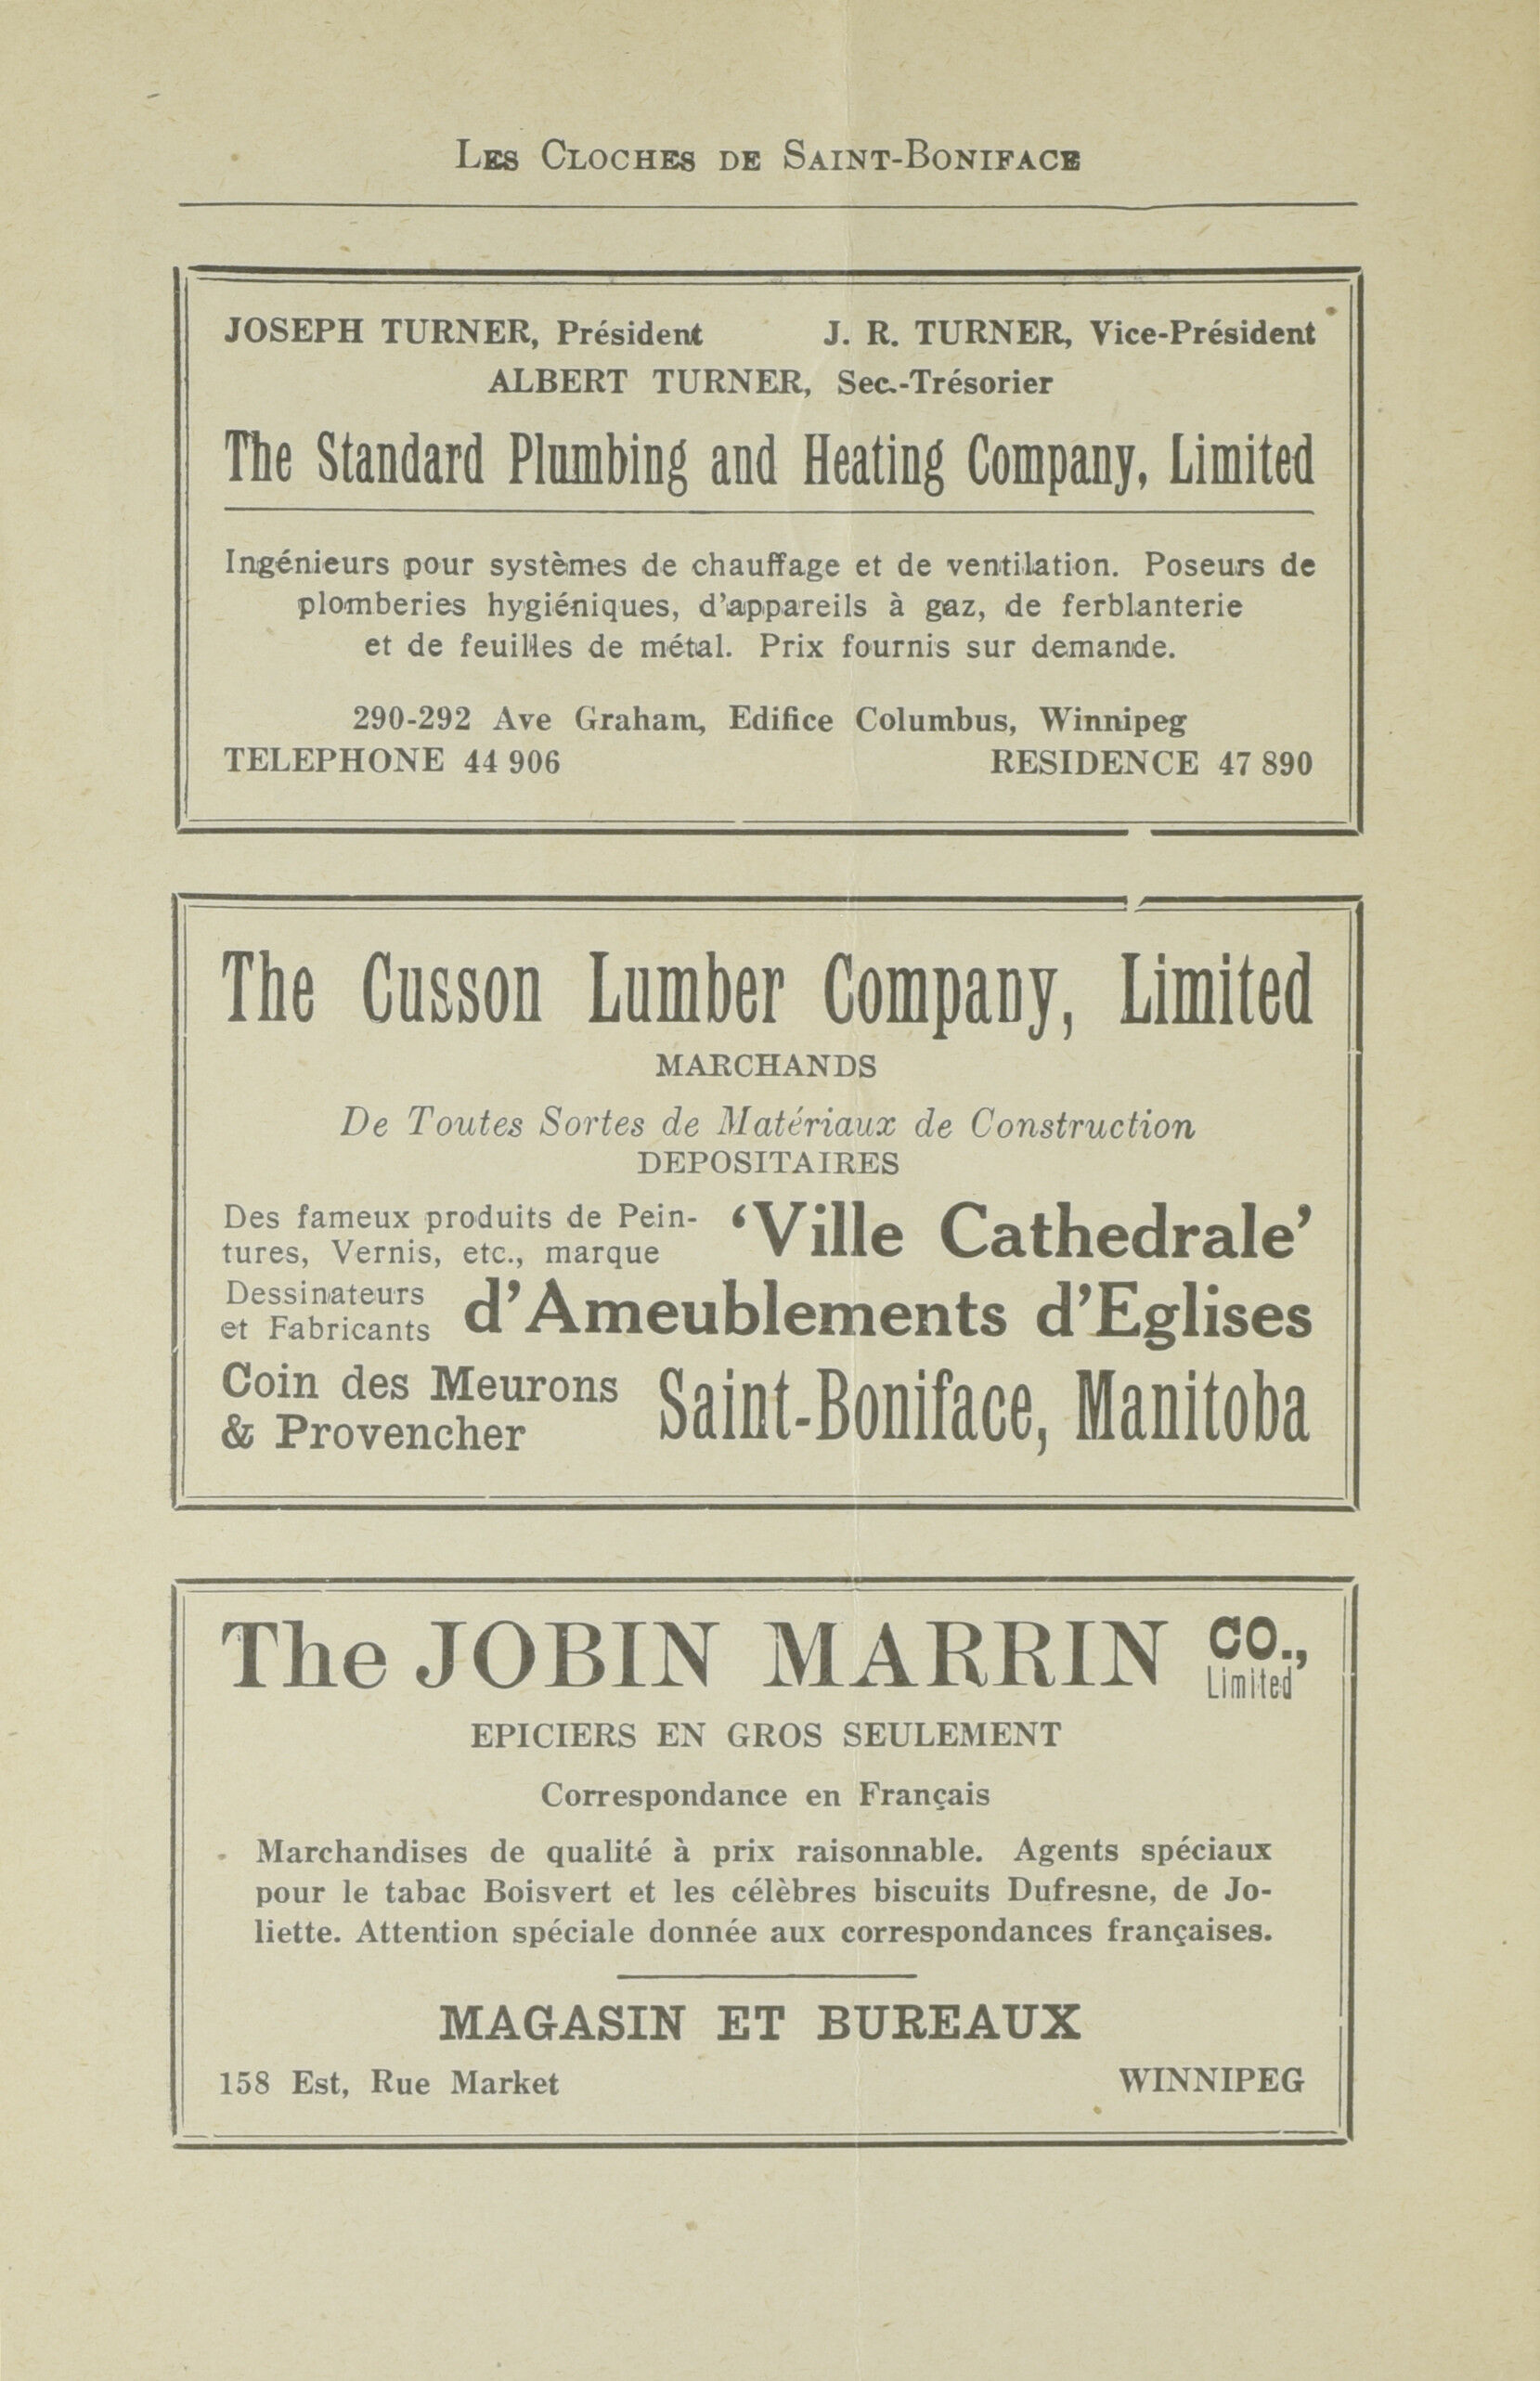 Les Cloches de Saint-Boniface
JOSEPH TURNER, Président J. R. TURNER, Vice-Président
ALBERT TURNER, Sec.-Trésorier
The Standard Plumbing and Heating Company, Limited
Ingénieurs pour systèmes de chauffage et de ventilation. Poseurs de
plomberies hygiéniques, d'appareils à gaz, de ferblanterie
et de feuilles de métal. Prix fournis sur demande.
290-292 Ave Graham, Edifice Columbus, Winnipeg
TELEPHONE 44 906 RESIDENCE 47 890
The Cusson Lumber Company, Limited
MARCHANDS
De Toutes Sortes de Matériaux de Construction
DEPOSITAIRES
Des fameux produits de Pein-
tures, Vernis, etc., marque
'Ville Cathedrale'
Dessinateurs
et Fabricants
d'Ameublements d'Eglises
Coin des Meurons
& Provencher
Saint-Boniface, Manitoba
The JOBIN MARRIN CO.,
Limited
EPICIERS EN GROS SEULEMENT
Correspondance en Français
Marchandises de qualité à prix raisonnable. Agents spéciaux
pour le tabac Boisvert et les célèbres biscuits Dufresne, de Jo-
liette. Attention spéciale donnée aux correspondances françaises.
MAGASIN ET BUREAUX
158 Est, Rue Market WINNIPEG